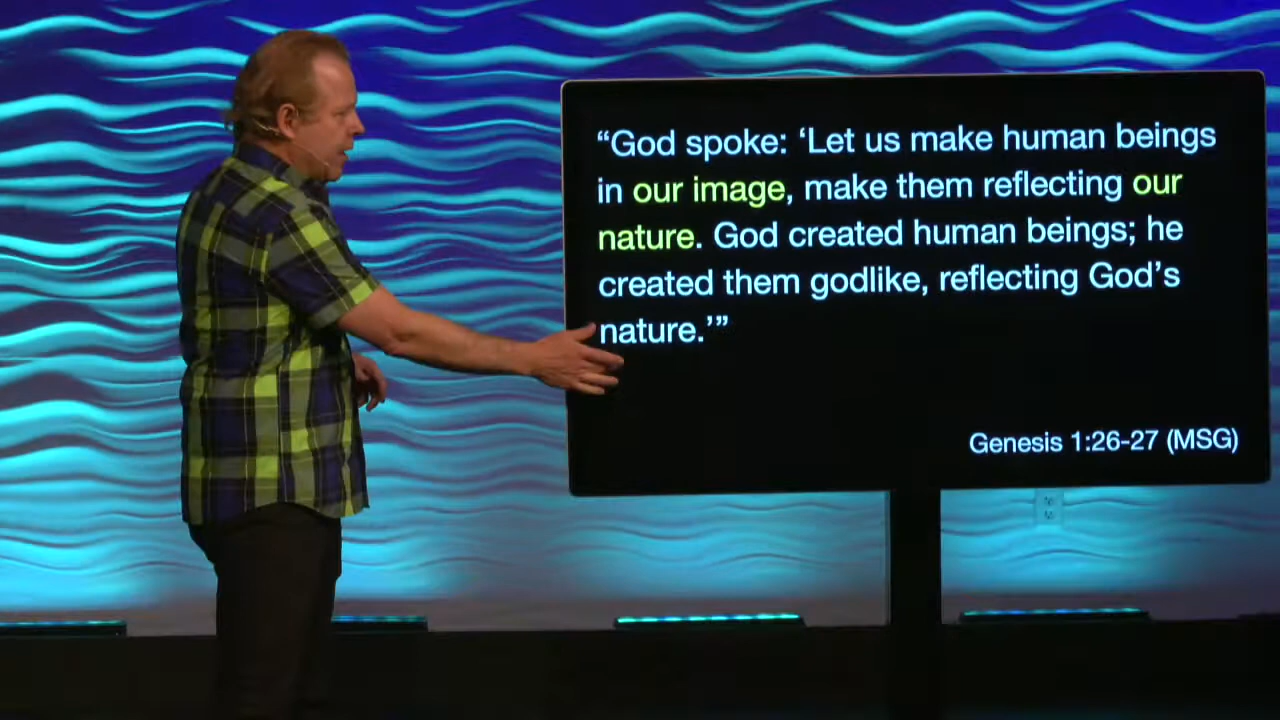 “God spoke: ‘Let us make human beings
in our image, make them reflecting our
nature. God created human beings; he
created them godlike, reflecting God’s
nature.’”
Genesis 1:26-27 (MSG)